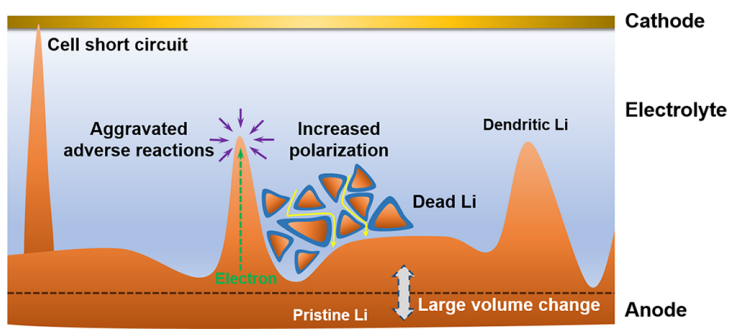 Cathode
Cell short circuit
Electrolyte
Aggravated
adverse reactions
Increased
polarization
Dendritic Li
Dead Li
Electron
Large volume change
Pristine Li
Anode